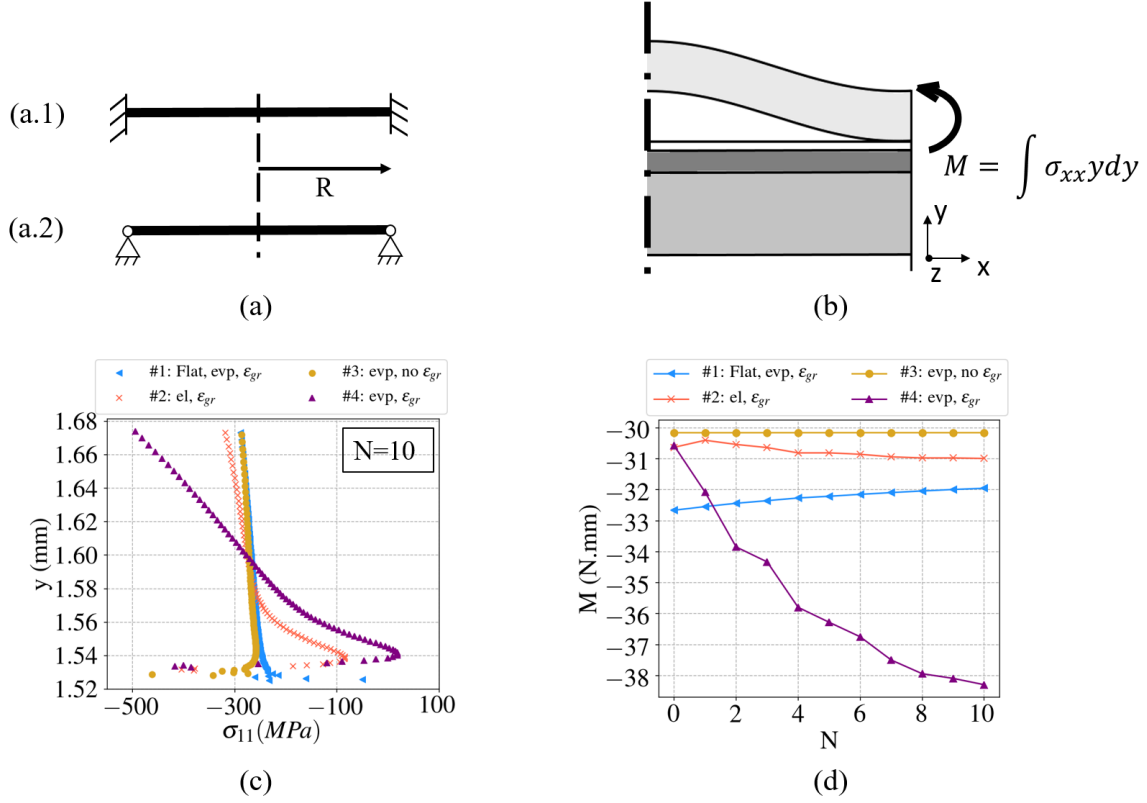 (a.1)
R
(a.2)
(a)
M = ∫ σxx y dy
y
z
x
(b)
#1: Flat, evp, εgr
#3: evp, no εgr
#2: el, εgr
#4: evp, εgr
N=10
1.68
1.66
1.64
1.62
1.60
1.58
1.56
1.54
1.52
y (mm)
−500
−300
−100
100
σ11(MPa)
(c)
#1: Flat, evp, εgr
#3: evp, no εgr
#2: el, εgr
#4: evp, εgr
−30
−31
−32
−33
−34
−35
−36
−37
−38
M (N.mm)
0
2
4
6
8
10
N
(d)